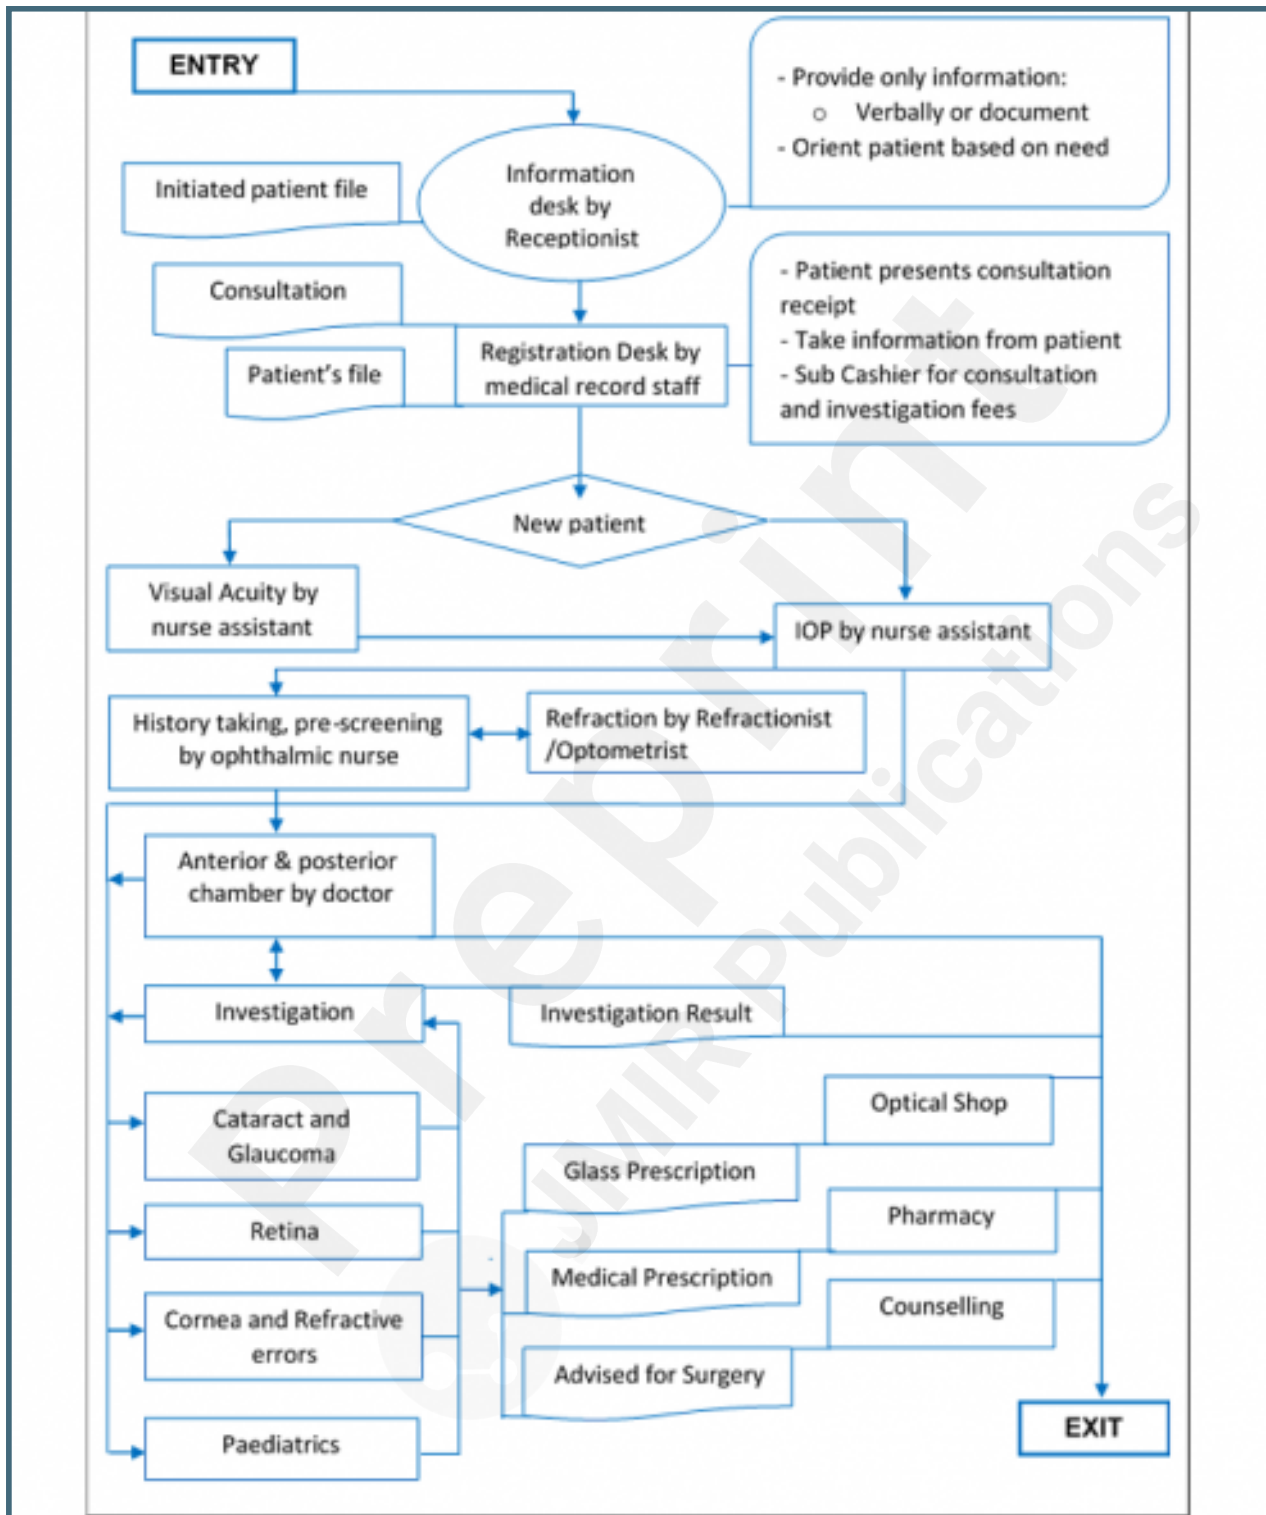 ENTRY
- Provide only information:
o Verbally or document
- Orient patient based on need
Information
desk by
Receptionist
Initiated patient file
Consultation
Patient's file
Registration Desk by
medical record staff
- Patient presents consultation
receipt
- Take information from patient
- Sub Cashier for consultation
and investigation fees
New patient
Visual Acuity by
nurse assistant
IOP by nurse assistant
History taking, pre-screening
by ophthalmic nurse
Refraction by Refractionist
/Optometrist
Anterior & posterior
chamber by doctor
Investigation
Investigation Result
Cataract and
Glaucoma
Optical Shop
Glass Prescription
Retina
Pharmacy
Medical Prescription
Cornea and Refractive
errors
Counselling
Advised for Surgery
Paediatrics
EXIT
Preprint
JMIR Publications